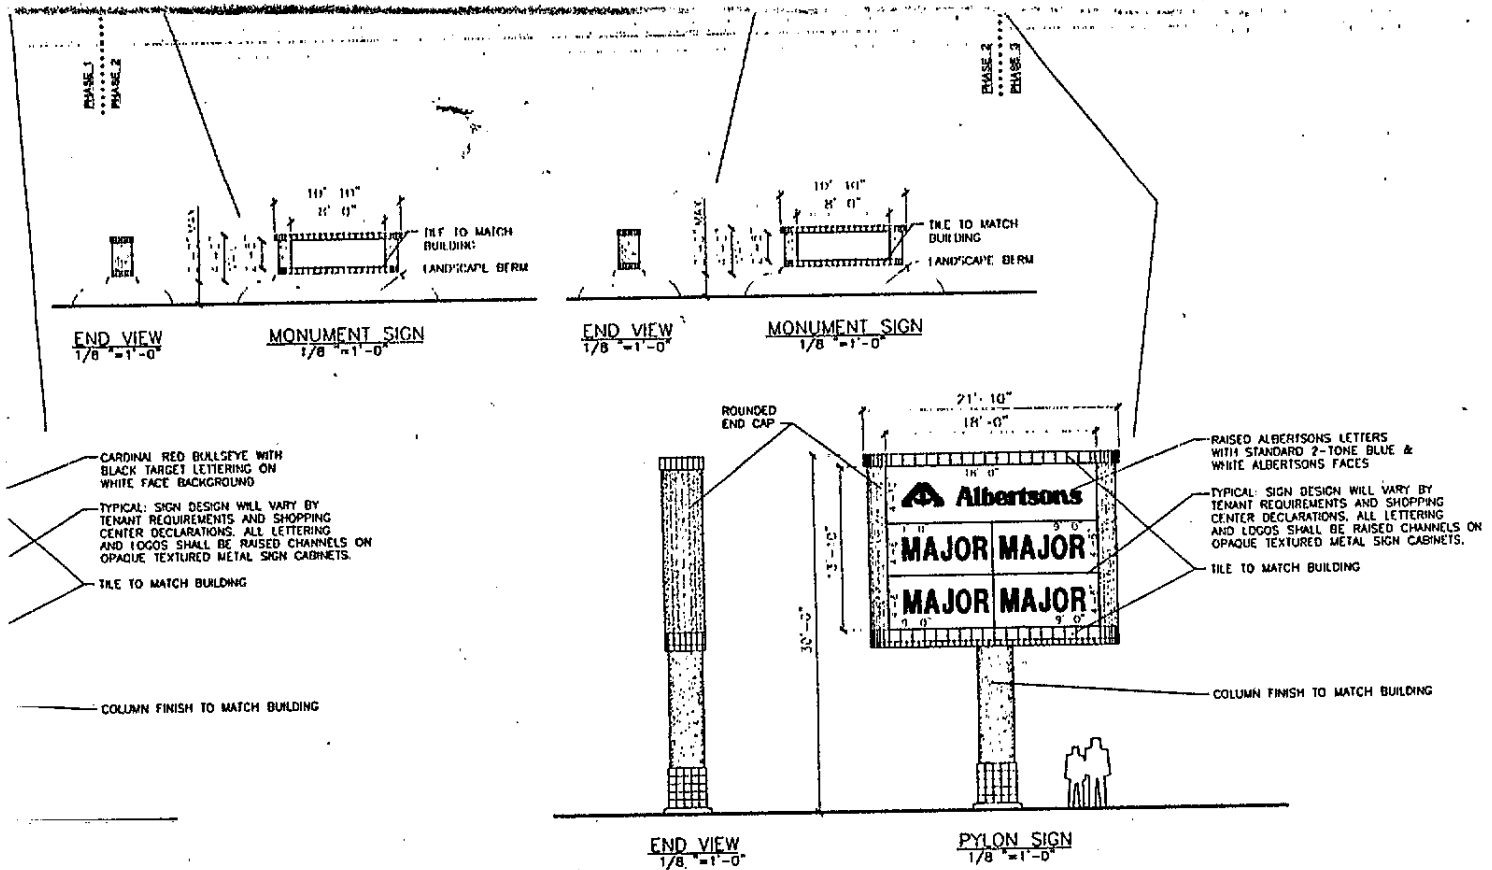 PHASE 1
PHASE 2
PHASE 2
PHASE 3
10' 10"
8' 0"
MAX
TILE TO MATCH
BUILDING
LANDSCAPE BERM
END VIEW
1/8 "=1'-0"
MONUMENT SIGN
1/8 "=1'-0"
10' 10"
8' 0"
MAX
TILE TO MATCH
BUILDING
LANDSCAPE BERM
END VIEW
1/8 "=1'-0"
MONUMENT SIGN
1/8 "=1'-0"
CARDINAL RED BULLSEYE WITH
BLACK TARGET LETTERING ON
WHITE FACE BACKGROUND
TYPICAL: SIGN DESIGN WILL VARY BY
TENANT REQUIREMENTS AND SHOPPING
CENTER DECLARATIONS. ALL LETTERING
AND LOGOS SHALL BE RAISED CHANNELS ON
OPAQUE TEXTURED METAL SIGN CABINETS.
TILE TO MATCH BUILDING
COLUMN FINISH TO MATCH BUILDING
ROUNDED
END CAP
30'-0"
END VIEW
1/8 "=1'-0"
21'-10"
18'-0"
18' 0"
Albertsons
9' 0"
MAJOR MAJOR
MAJOR MAJOR
9' 0"
9' 0"
PYLON SIGN
1/8 "=1'-0"
RAISED ALBERTSONS LETTERS
WITH STANDARD 2-TONE BLUE &
WHITE ALBERTSONS FACES
TYPICAL: SIGN DESIGN WILL VARY BY
TENANT REQUIREMENTS AND SHOPPING
CENTER DECLARATIONS. ALL LETTERING
AND LOGOS SHALL BE RAISED CHANNELS ON
OPAQUE TEXTURED METAL SIGN CABINETS.
TILE TO MATCH BUILDING
COLUMN FINISH TO MATCH BUILDING